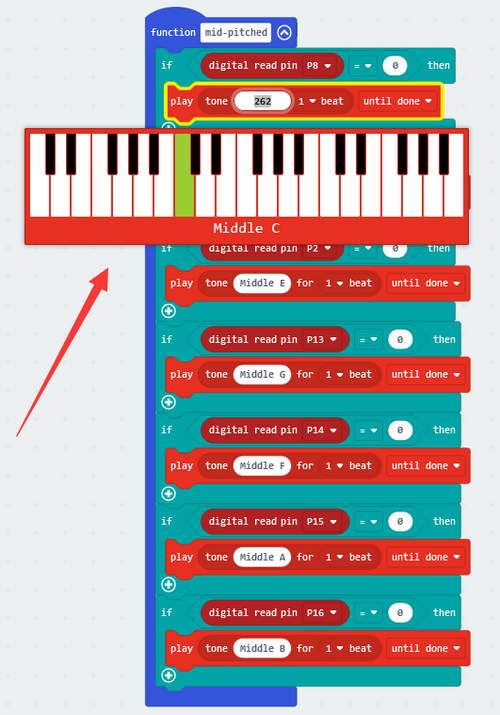 function mid-pitched
if digital read pin P8 = 0 then
play tone 262 1 beat until done
Middle C
if digital read pin P2 = 0 then
play tone Middle E for 1 beat until done
if digital read pin P13 = 0 then
play tone Middle G for 1 beat until done
if digital read pin P14 = 0 then
play tone Middle F for 1 beat until done
if digital read pin P15 = 0 then
play tone Middle A for 1 beat until done
if digital read pin P16 = 0 then
play tone Middle B for 1 beat until done